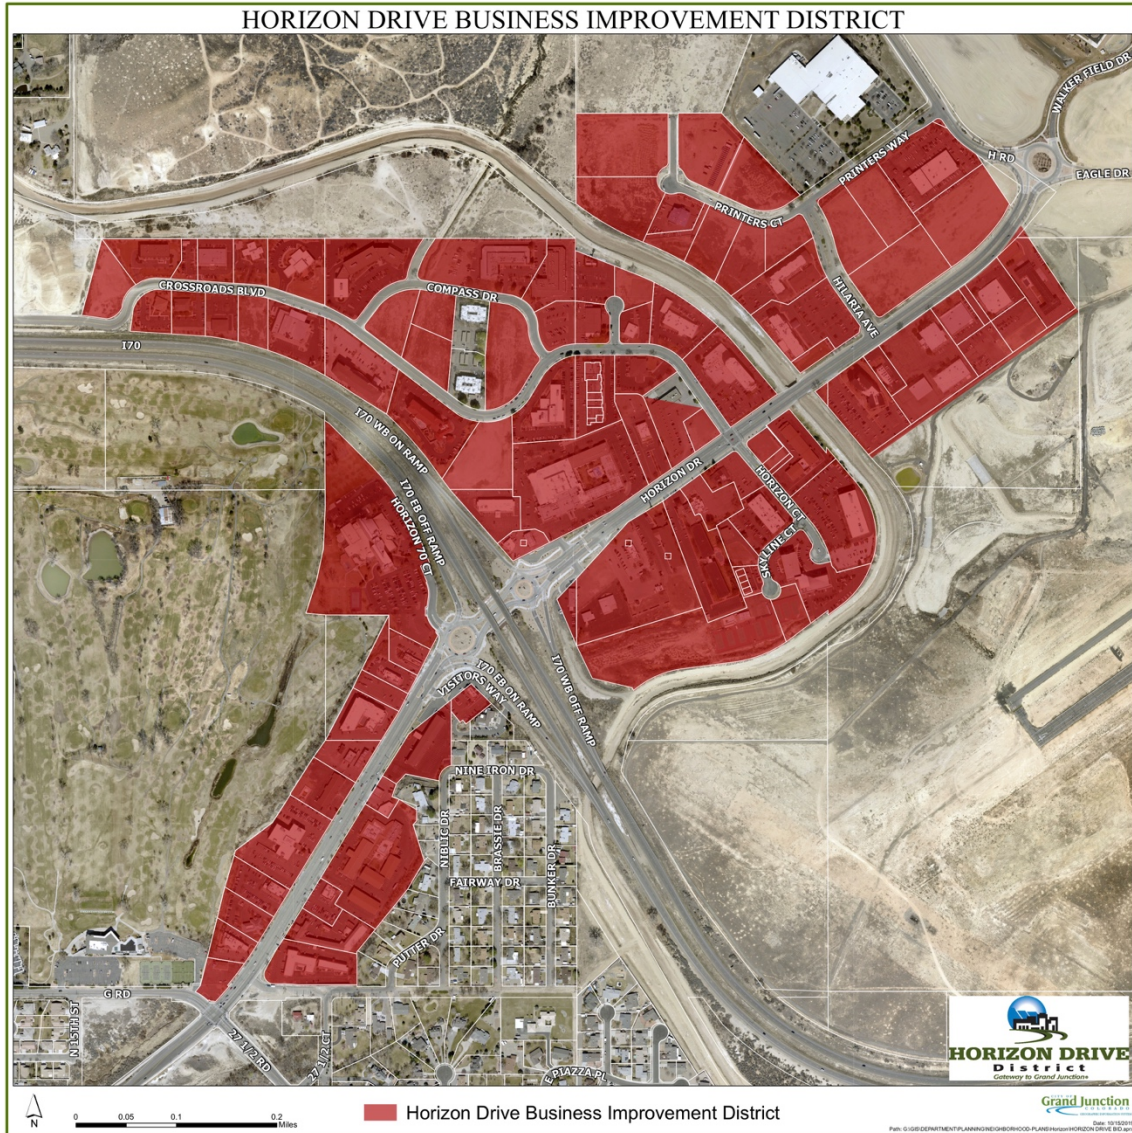 HORIZON DRIVE BUSINESS IMPROVEMENT DISTRICT
WALKER FIELD DR
PRINTERS WAY
H RD
EAGLE DR
PRINTERS CT
HILARIA AVE
CROSSROADS BLVD
COMPASS DR
I70
I70 WB ON RAMP
HORIZON DR
I70 EB OFF RAMP
HORIZON 70 CT
HORIZON CT
SKYLINE CT
I70 EB ON RAMP
VISITORS WAY
I70 WB OFF RAMP
NINE IRON DR
NIBLIC DR
BRASSIE DR
BUNKER DR
FAIRWAY DR
PUTTER DR
G RD
N 15TH ST
27 1/2 RD
27 1/2 CT
E PIAZZA PL
HORIZON DRIVE
District
Gateway to Grand Junction
N
0 0.05 0.1 0.2
Miles
Horizon Drive Business Improvement District
CITY OF
Grand Junction
COLORADO